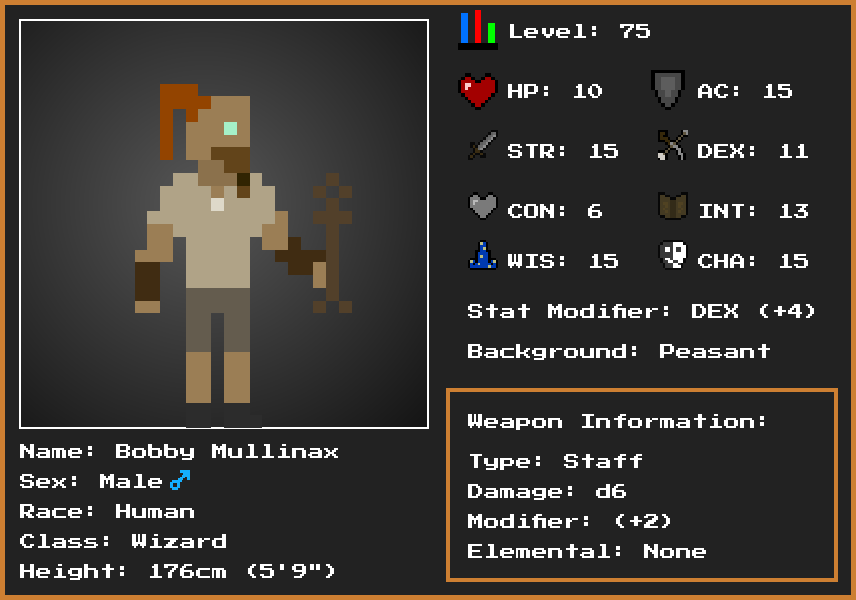 Level: 75
HP: 10 AC: 15
STR: 15 DEX: 11
CON: 6 INT: 13
WIS: 15 CHA: 15
Stat Modifier: DEX (+4)
Background: Peasant
Weapon Information:
Type: Staff
Damage: d6
Modifier: (+2)
Elemental: None
Name: Bobby Mullinax
Sex: Male ♂
Race: Human
Class: Wizard
Height: 176cm (5'9")